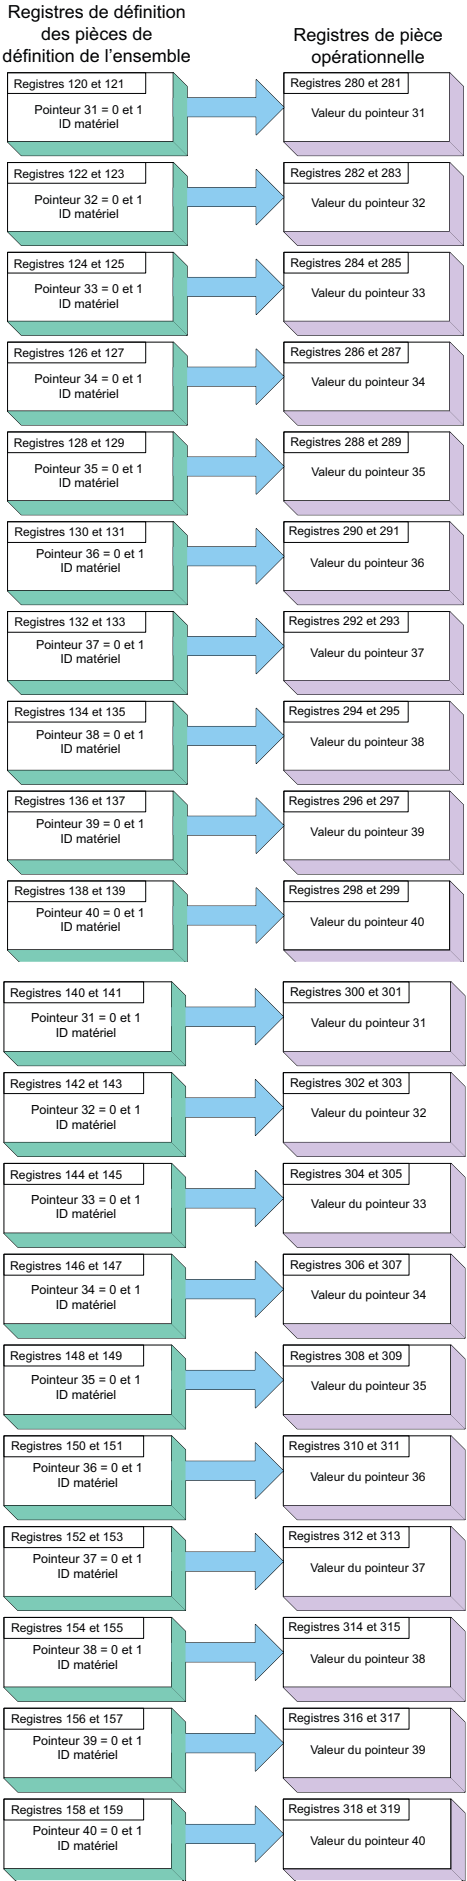 Registres de définition
des pièces de
définition de l'ensemble
Registres de pièce
opérationnelle
Registres 120 et 121
Pointeur 31 = 0 et 1
ID matériel
Registres 280 et 281
Valeur du pointeur 31
Registres 122 et 123
Pointeur 32 = 0 et 1
ID matériel
Registres 282 et 283
Valeur du pointeur 32
Registres 124 et 125
Pointeur 33 = 0 et 1
ID matériel
Registres 284 et 285
Valeur du pointeur 33
Registres 126 et 127
Pointeur 34 = 0 et 1
ID matériel
Registres 286 et 287
Valeur du pointeur 34
Registres 128 et 129
Pointeur 35 = 0 et 1
ID matériel
Registres 288 et 289
Valeur du pointeur 35
Registres 130 et 131
Pointeur 36 = 0 et 1
ID matériel
Registres 290 et 291
Valeur du pointeur 36
Registres 132 et 133
Pointeur 37 = 0 et 1
ID matériel
Registres 292 et 293
Valeur du pointeur 37
Registres 134 et 135
Pointeur 38 = 0 et 1
ID matériel
Registres 294 et 295
Valeur du pointeur 38
Registres 136 et 137
Pointeur 39 = 0 et 1
ID matériel
Registres 296 et 297
Valeur du pointeur 39
Registres 138 et 139
Pointeur 40 = 0 et 1
ID matériel
Registres 298 et 299
Valeur du pointeur 40
Registres 140 et 141
Pointeur 31 = 0 et 1
ID matériel
Registres 300 et 301
Valeur du pointeur 31
Registres 142 et 143
Pointeur 32 = 0 et 1
ID matériel
Registres 302 et 303
Valeur du pointeur 32
Registres 144 et 145
Pointeur 33 = 0 et 1
ID matériel
Registres 304 et 305
Valeur du pointeur 33
Registres 146 et 147
Pointeur 34 = 0 et 1
ID matériel
Registres 306 et 307
Valeur du pointeur 34
Registres 148 et 149
Pointeur 35 = 0 et 1
ID matériel
Registres 308 et 309
Valeur du pointeur 35
Registres 150 et 151
Pointeur 36 = 0 et 1
ID matériel
Registres 310 et 311
Valeur du pointeur 36
Registres 152 et 153
Pointeur 37 = 0 et 1
ID matériel
Registres 312 et 313
Valeur du pointeur 37
Registres 154 et 155
Pointeur 38 = 0 et 1
ID matériel
Registres 314 et 315
Valeur du pointeur 38
Registres 156 et 157
Pointeur 39 = 0 et 1
ID matériel
Registres 316 et 317
Valeur du pointeur 39
Registres 158 et 159
Pointeur 40 = 0 et 1
ID matériel
Registres 318 et 319
Valeur du pointeur 40